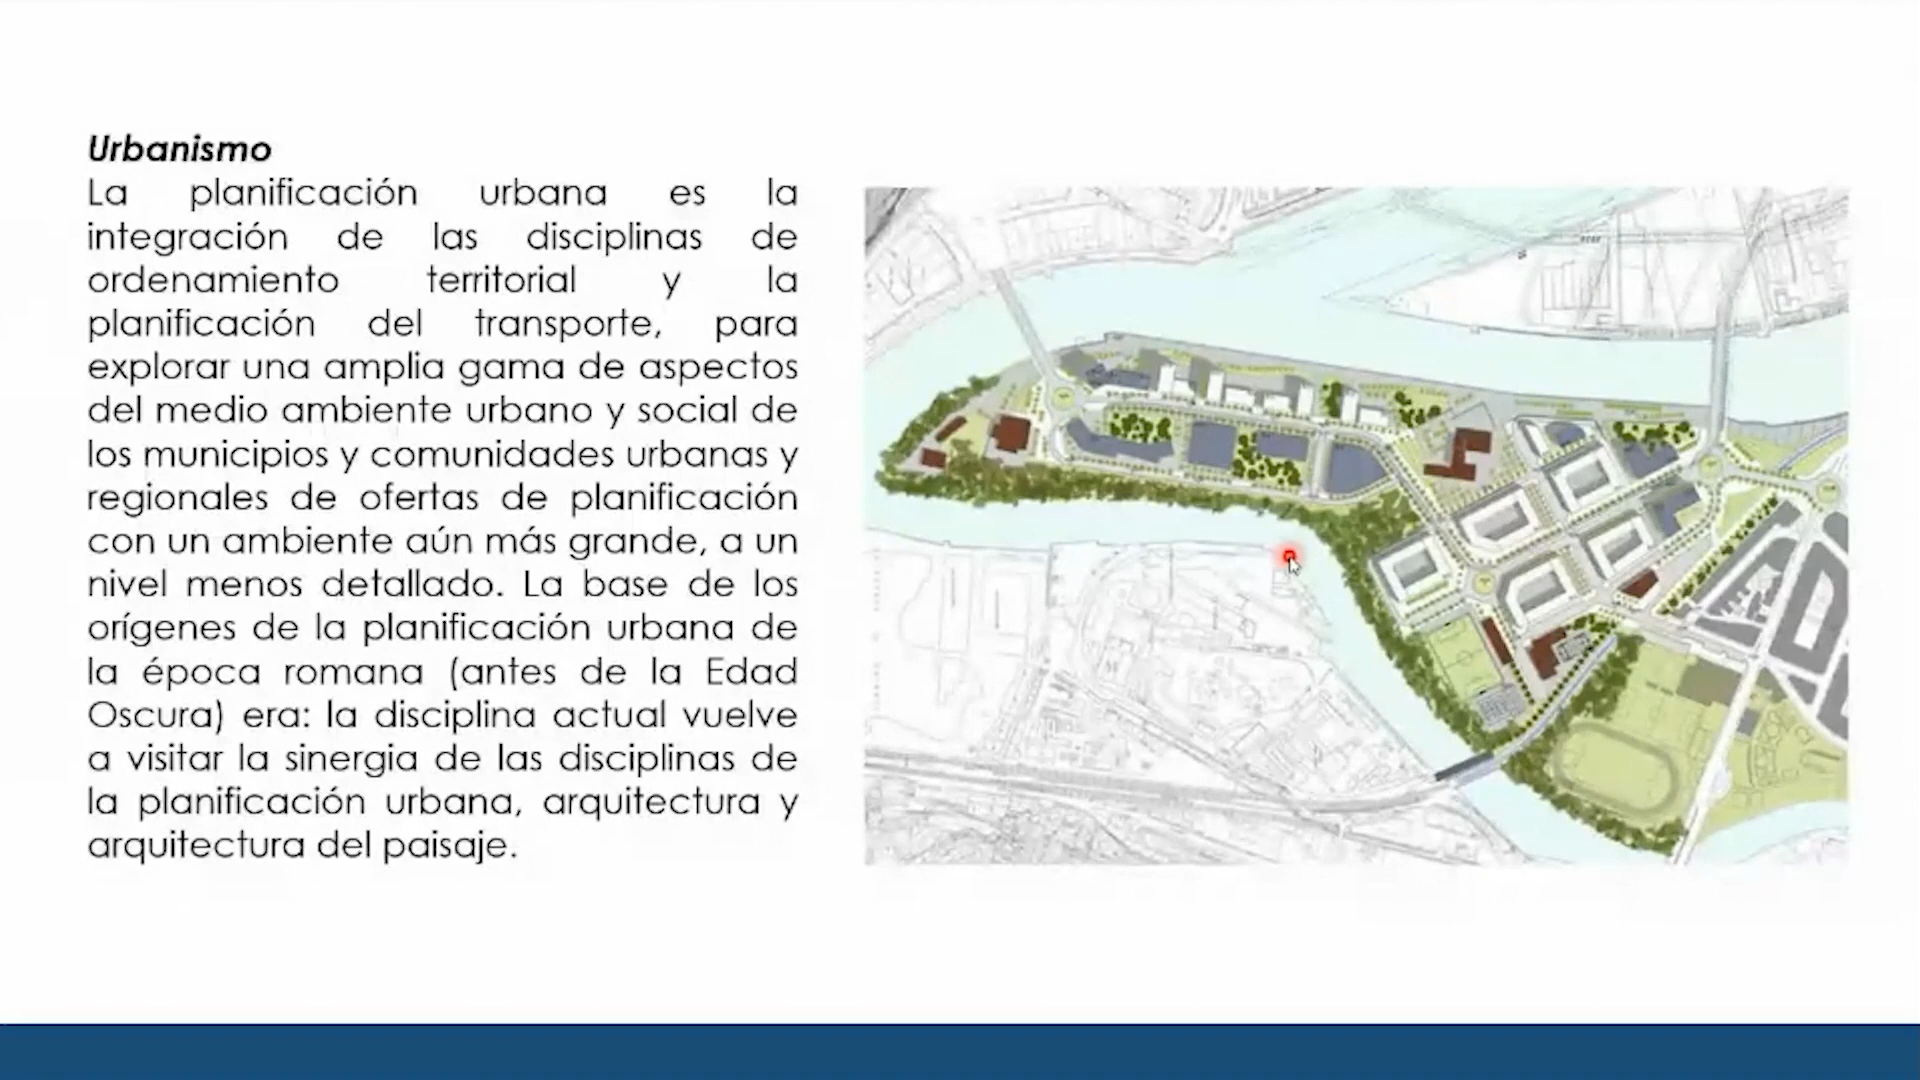 Urbanismo
La planificación urbana es la
integración de las disciplinas de
ordenamiento territorial y la
planificación del transporte, para
explorar una amplia gama de aspectos
del medio ambiente urbano y social de
los municipios y comunidades urbanas y
regionales de ofertas de planificación
con un ambiente aún más grande, a un
nivel menos detallado. La base de los
orígenes de la planificación urbana de
la época romana (antes de la Edad
Oscura) era: la disciplina actual vuelve
a visitar la sinergia de las disciplinas de
la planificación urbana, arquitectura y
arquitectura del paisaje.